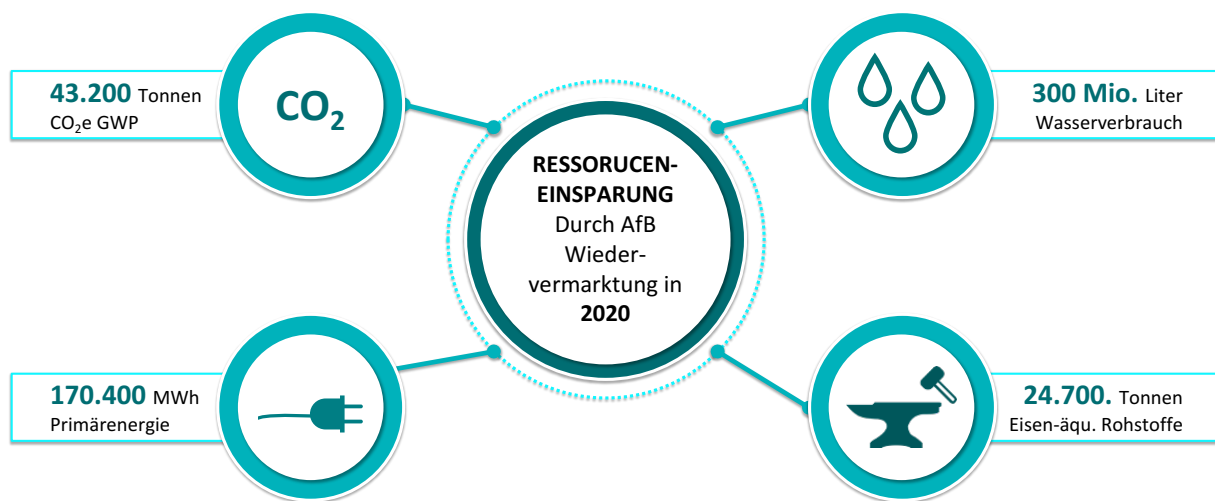 43.200 Tonnen
CO₂e GWP
CO₂
RESSORUCEN-
EINSPARUNG
Durch AfB
Wieder-
vermarktung in
2020
300 Mio. Liter
Wasserverbrauch
170.400 MWh
Primärenergie
24.700. Tonnen
Eisen-äqu. Rohstoffe